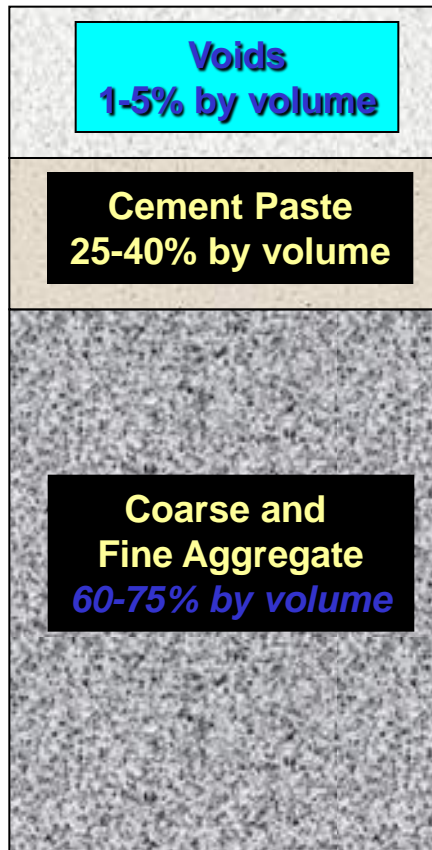 Voids
1-5% by volume
Cement Paste
25-40% by volume
Coarse and
Fine Aggregate
60-75% by volume